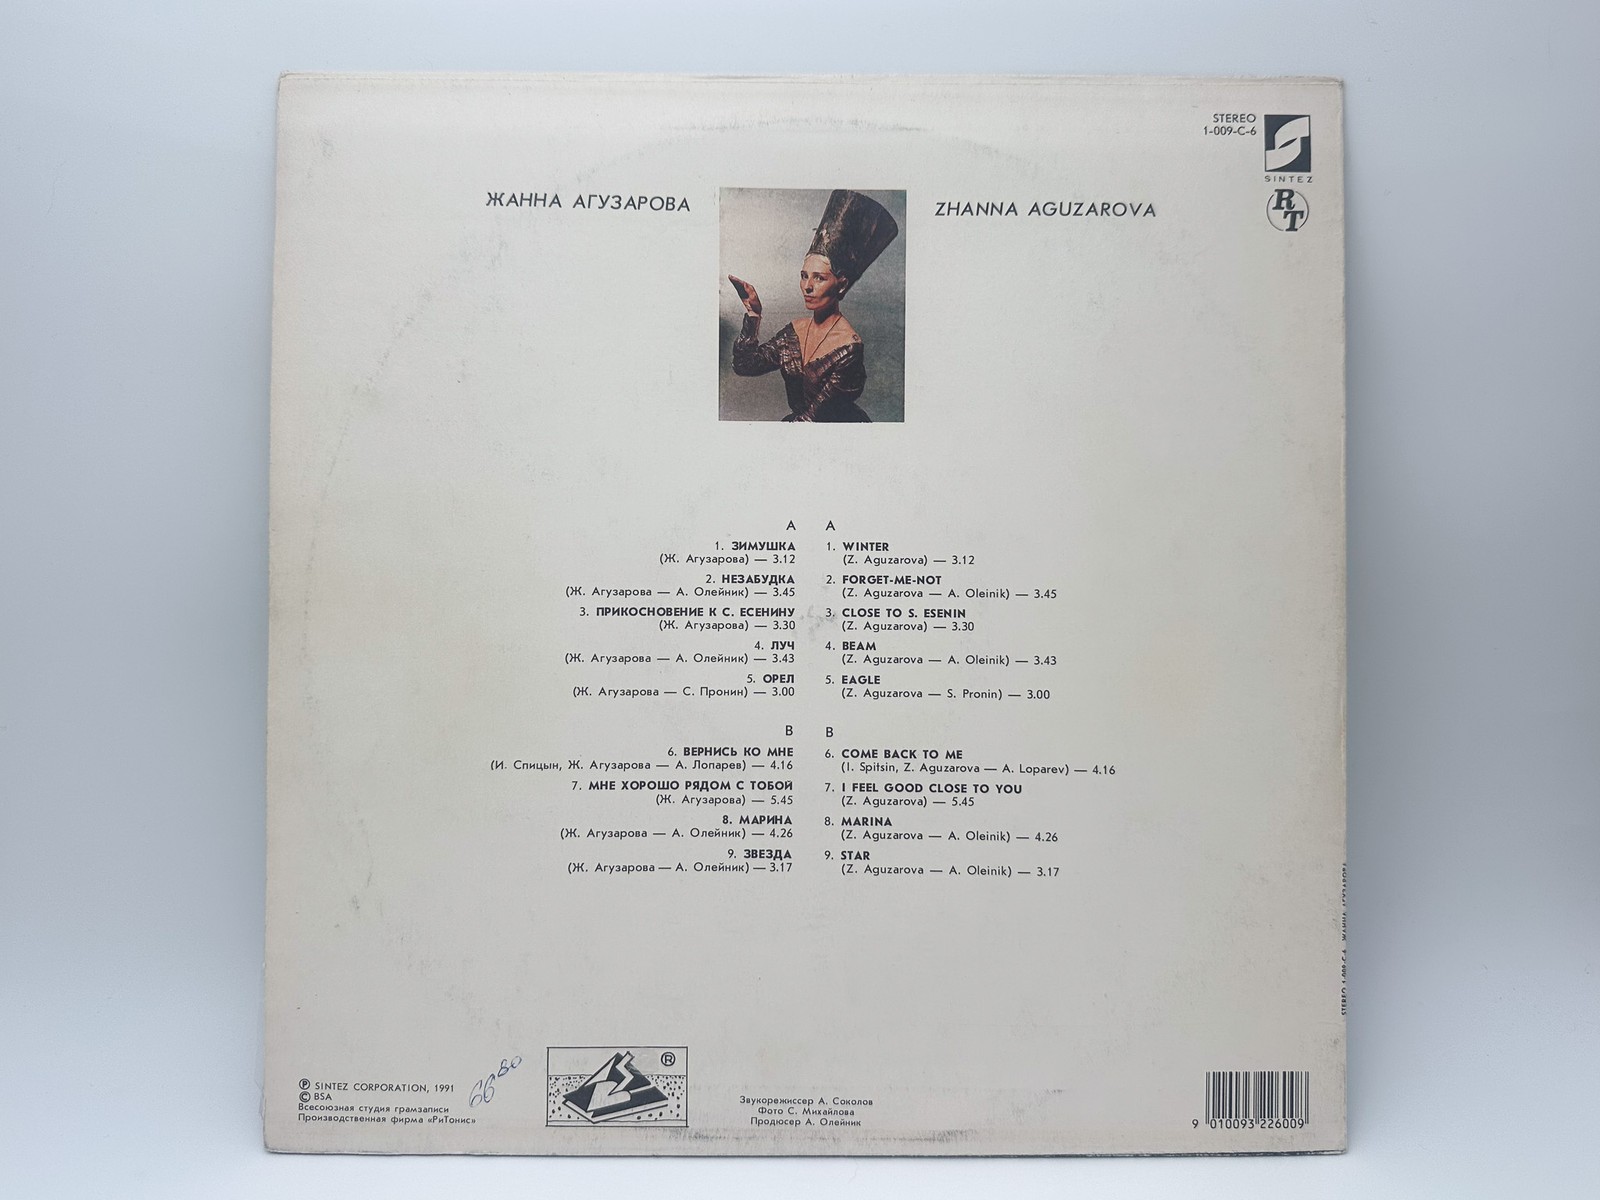 STEREO
1-009-C-6
SINTEZ
RT
ЖАННА АГУЗАРОВА
ZHANNA AGUZAROVA
A
1. ЗИМУШКА
(Ж. Агузарова) — 3.12
2. НЕЗАБУДКА
(Ж. Агузарова — А. Олейник) — 3.45
3. ПРИКОСНОВЕНИЕ К С. ЕСЕНИНУ
(Ж. Агузарова) — 3.30
4. ЛУЧ
(Ж. Агузарова — А. Олейник) — 3.43
5. ОРЕЛ
(Ж. Агузарова — С. Пронин) — 3.00
B
6. ВЕРНИСЬ КО МНЕ
(И. Спицын, Ж. Агузарова — А. Лопарев) — 4.16
7. МНЕ ХОРОШО РЯДОМ С ТОБОЙ
(Ж. Агузарова) — 5.45
8. МАРИНА
(Ж. Агузарова — А. Олейник) — 4.26
9. ЗВЕЗДА
(Ж. Агузарова — А. Олейник) — 3.17
A
1. WINTER
(Z. Aguzarova) — 3.12
2. FORGET-ME-NOT
(Z. Aguzarova — A. Oleinik) — 3.45
3. CLOSE TO S. ESENIN
(Z. Aguzarova) — 3.30
4. BEAM
(Z. Aguzarova — A. Oleinik) — 3.43
5. EAGLE
(Z. Aguzarova — S. Pronin) — 3.00
B
6. COME BACK TO ME
(I. Spitsin, Z. Aguzarova — A. Loparev) — 4.16
7. I FEEL GOOD CLOSE TO YOU
(Z. Aguzarova) — 5.45
8. MARINA
(Z. Aguzarova — A. Oleinik) — 4.26
9. STAR
(Z. Aguzarova — A. Oleinik) — 3.17
Ⓟ SINTEZ CORPORATION, 1991
© BSA
Всесоюзная студия грамзаписи
Производственная фирма «РиТонис»
66 80
®
Звукорежиссер А. Соколов
Фото С. Михайлова
Продюсер А. Олейник
9 010093 226009